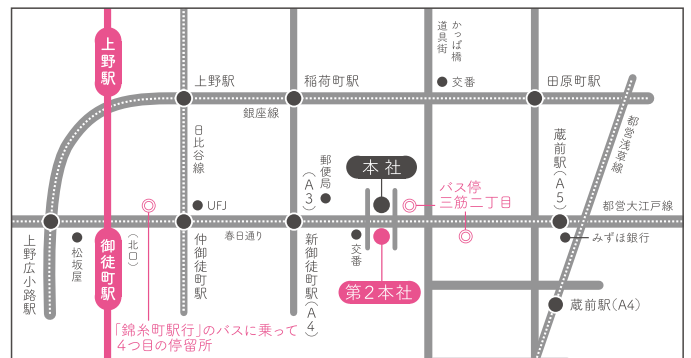 上野駅
上野駅
稲荷町駅
かっぱ橋
道具街
交番
田原町駅
銀座線
日比谷線
都営浅草線
郵便局
本社
蔵前駅(A5)
(A3)
バス停
三筋二丁目
UFJ
都営大江戸線
上野広小路駅
松坂屋
御徒町駅
(北口)
仲御徒町駅
春日通り
新御徒町駅(A4)
交番
みずほ銀行
第2本社
蔵前駅(A4)
「錦糸町駅行」のバスに乗って
4つ目の停留所